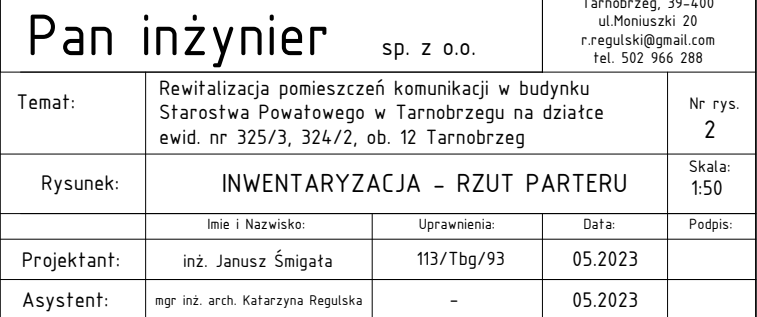 Tarnobrzeg, 39-400
Pan inżynier sp. z o.o.
ul.Moniuszki 20
r.regulski@gmail.com
tel. 502 966 288
Temat:
Rewitalizacja pomieszczeń komunikacji w budynku
Starostwa Powatowego w Tarnobrzegu na działce
ewid. nr 325/3, 324/2, ob. 12 Tarnobrzeg
Nr rys.
2
Rysunek:
INWENTARYZACJA - RZUT PARTERU
Skala:
1:50
Imie i Nazwisko: Uprawnienia: Data: Podpis:
Projektant: inż. Janusz Śmigała 113/Tbg/93 05.2023
Asystent: mgr inż. arch. Katarzyna Regulska - 05.2023